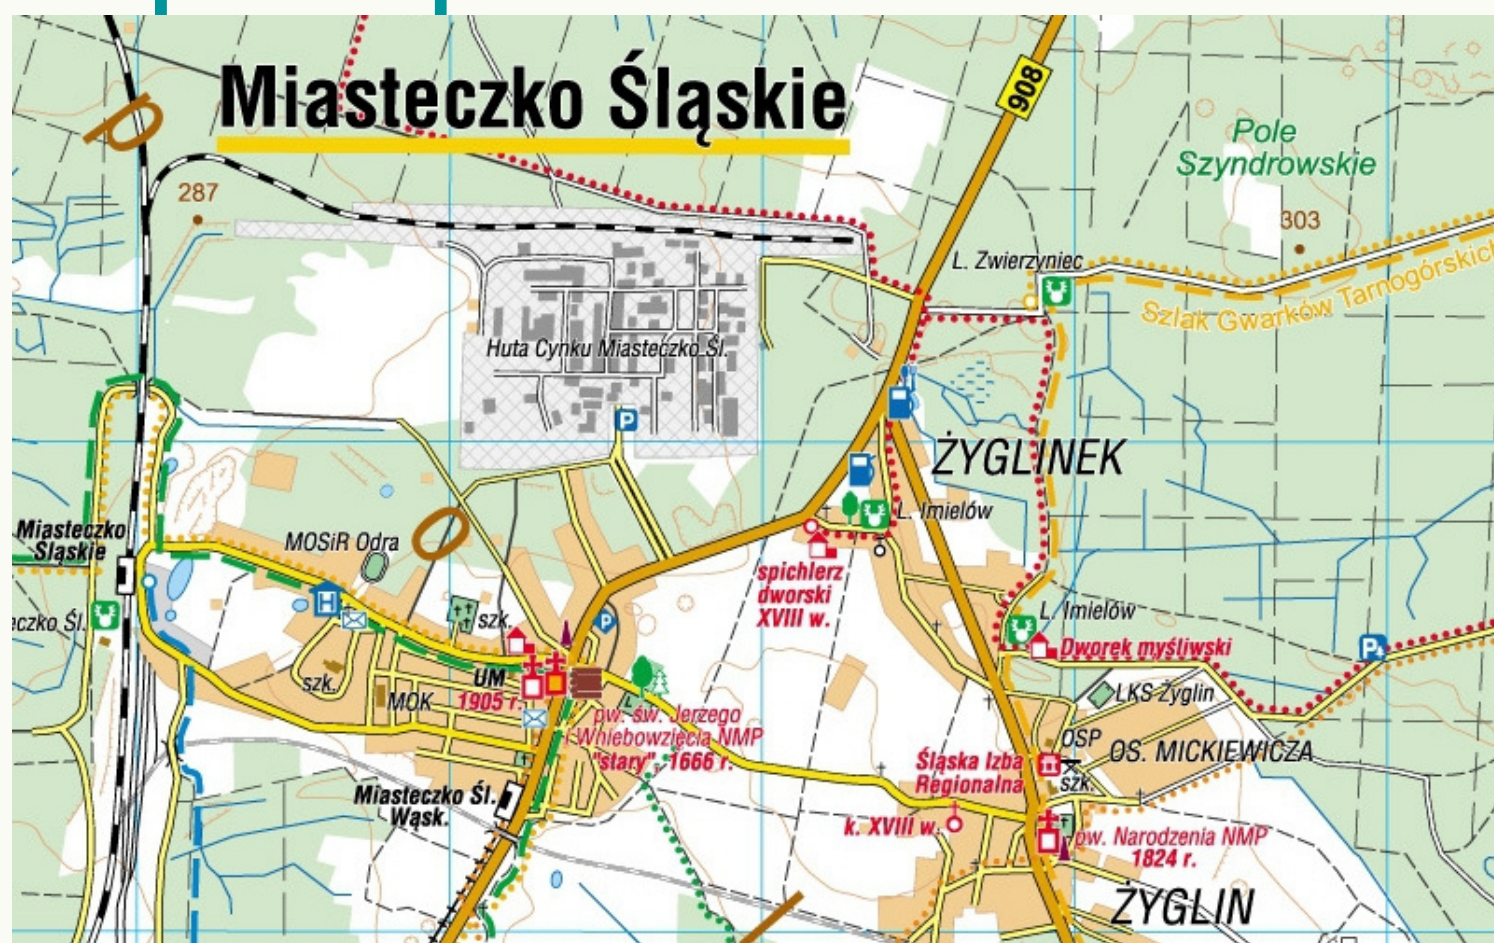 Miasteczko Śląskie
908
Pole
Szyndrowskie
287
303
L. Zwierzyniec
Szlak Gwarków Tarnogórskich
Huta Cynku Miasteczko Śl.
P
ŻYGLINEK
Miasteczko
Śląskie
MOSiR Odra
L. Imielów
spichlerz
dworski
XVIII w.
eczko Śl.
H
szk.
P
L. Imielów
Dworek myśliwski
P
UM
1905 r.
szk.
MOK
LKS Żyglin
pw. św. Jerzego
i Wniebowzięcia NMP
"stary", 1666 r.
OSP
OS. MICKIEWICZA
Śląska Izba
Regionalna
szk.
Miasteczko Śl.
Wąsk.
k. XVIII w.
pw. Narodzenia NMP
1824 r.
ŻYGLIN